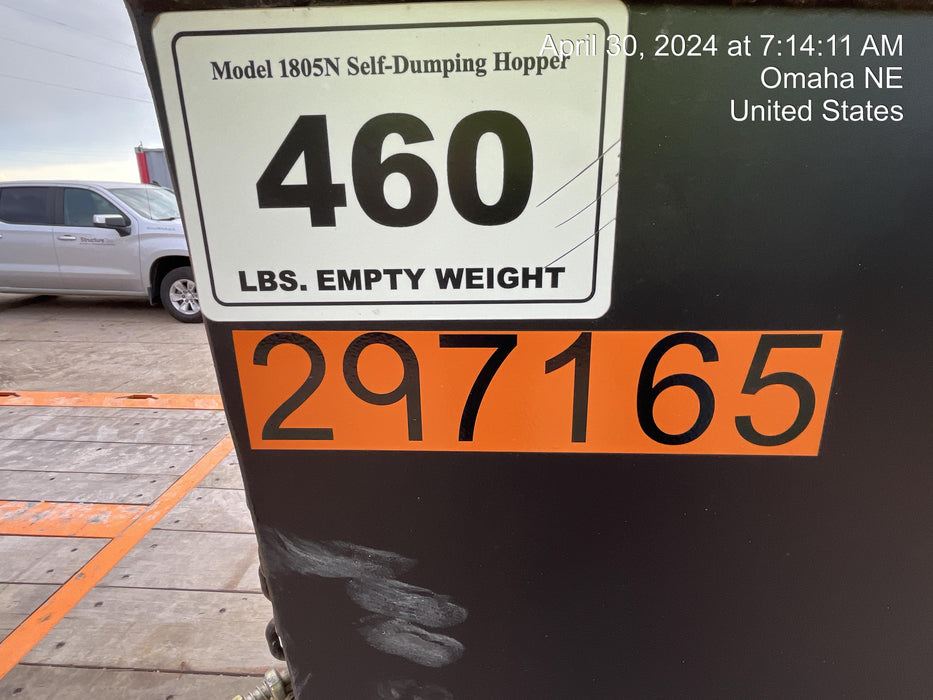 April 30, 2024 at 7:14:11 AM
Omaha NE
United States
Model 1805N Self-Dumping Hopper
460
LBS. EMPTY WEIGHT
297165
Structure